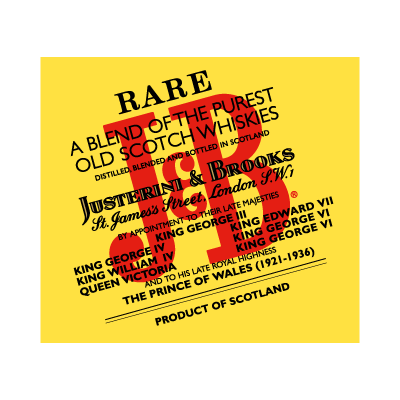 RARE
A BLEND OF THE PUREST
OLD SCOTCH WHISKIES
DISTILLED, BLENDED AND BOTTLED IN SCOTLAND
J&B
JUSTERINI & BROOKS
St. James's Street, London S.W.1
®
BY APPOINTMENT TO THEIR LATE MAJESTIES
KING GEORGE III
KING GEORGE IV
KING WILLIAM IV
QUEEN VICTORIA
KING EDWARD VII
KING GEORGE V
KING GEORGE VI
AND TO HIS LATE ROYAL HIGHNESS
THE PRINCE OF WALES (1921-1936)
PRODUCT OF SCOTLAND